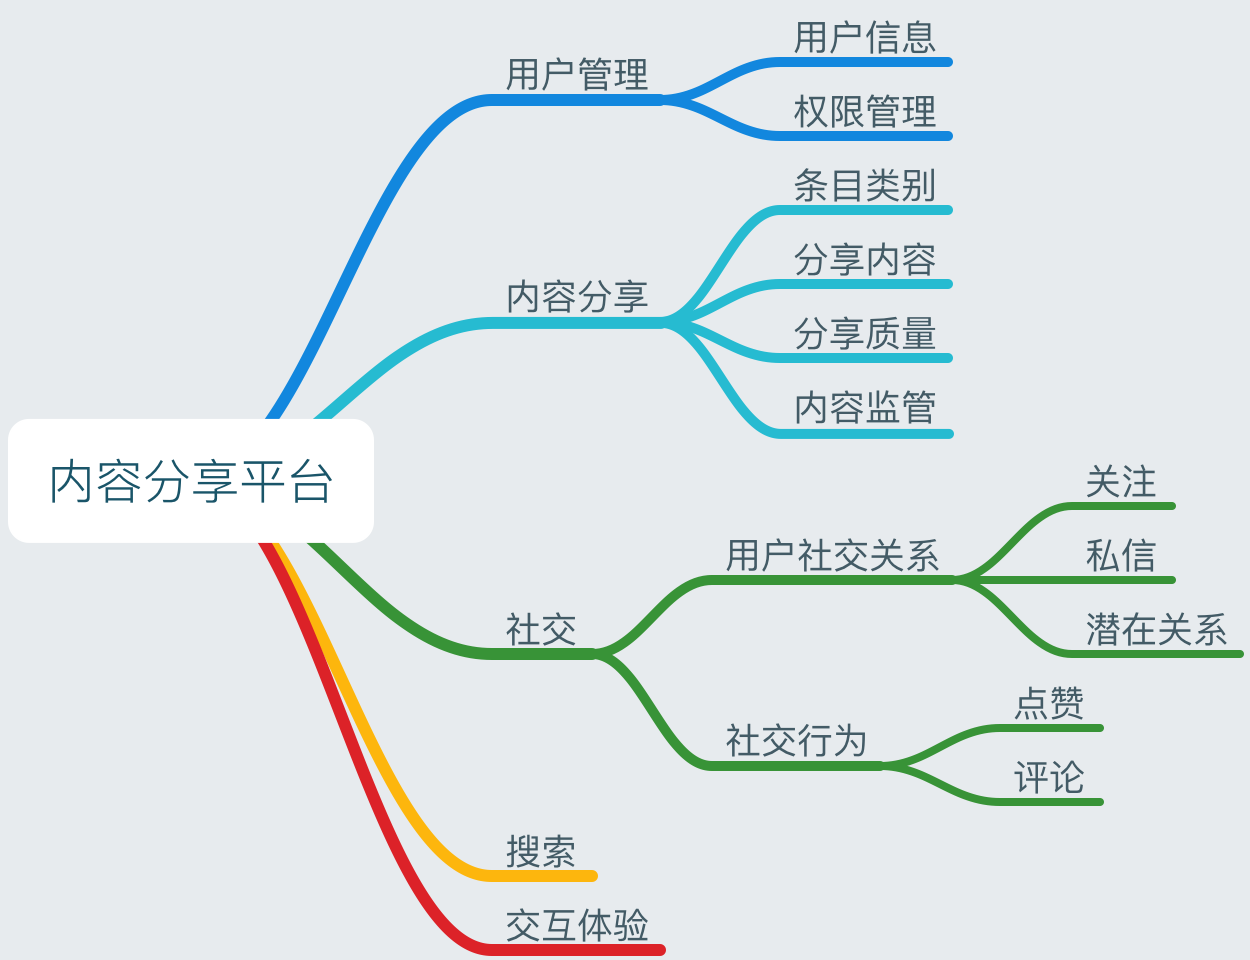 内容分享平台
用户管理
用户信息
权限管理
内容分享
条目类别
分享内容
分享质量
内容监管
社交
用户社交关系
关注
私信
潜在关系
社交行为
点赞
评论
搜索
交互体验